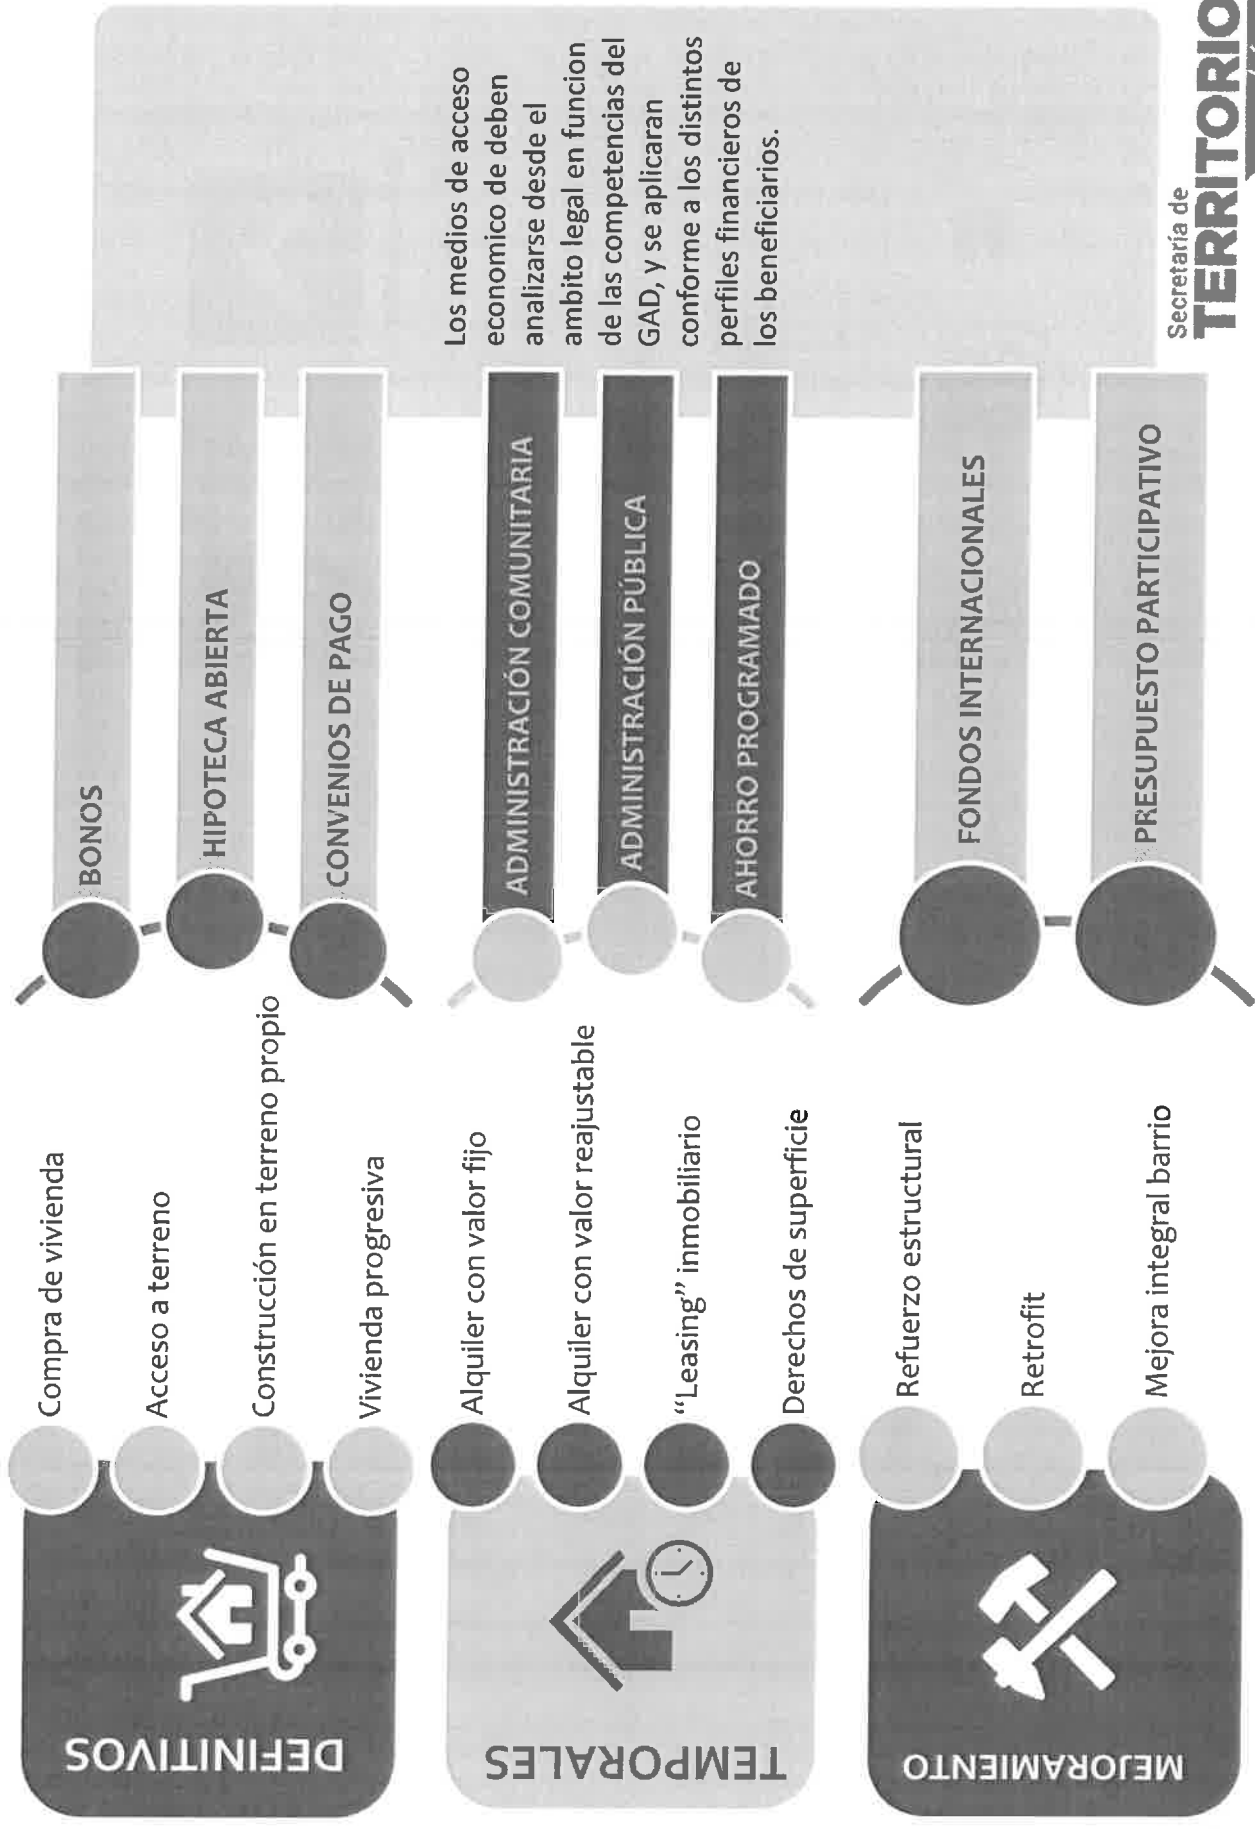 DEFINITIVOS
Compra de vivienda
Acceso a terreno
Construcción en terreno propio
Vivienda progresiva
BONOS
HIPOTECA ABIERTA
CONVENIOS DE PAGO
TEMPORALES
Alquiler con valor fijo
Alquiler con valor reajustable
“Leasing” inmobiliario
Derechos de superficie
ADMINISTRACIÓN COMUNITARIA
ADMINISTRACIÓN PÚBLICA
AHORRO PROGRAMADO
MEJORAMIENTO
Refuerzo estructural
Retrofit
Mejora integral barrio
FONDOS INTERNACIONALES
PRESUPUESTO PARTICIPATIVO
Los medios de acceso
economico de deben
analizarse desde el
ambito legal en funcion
de las competencias del
GAD, y se aplicaran
conforme a los distintos
perfiles financieros de
los beneficiarios.
Secretaría de
TERRITORIO